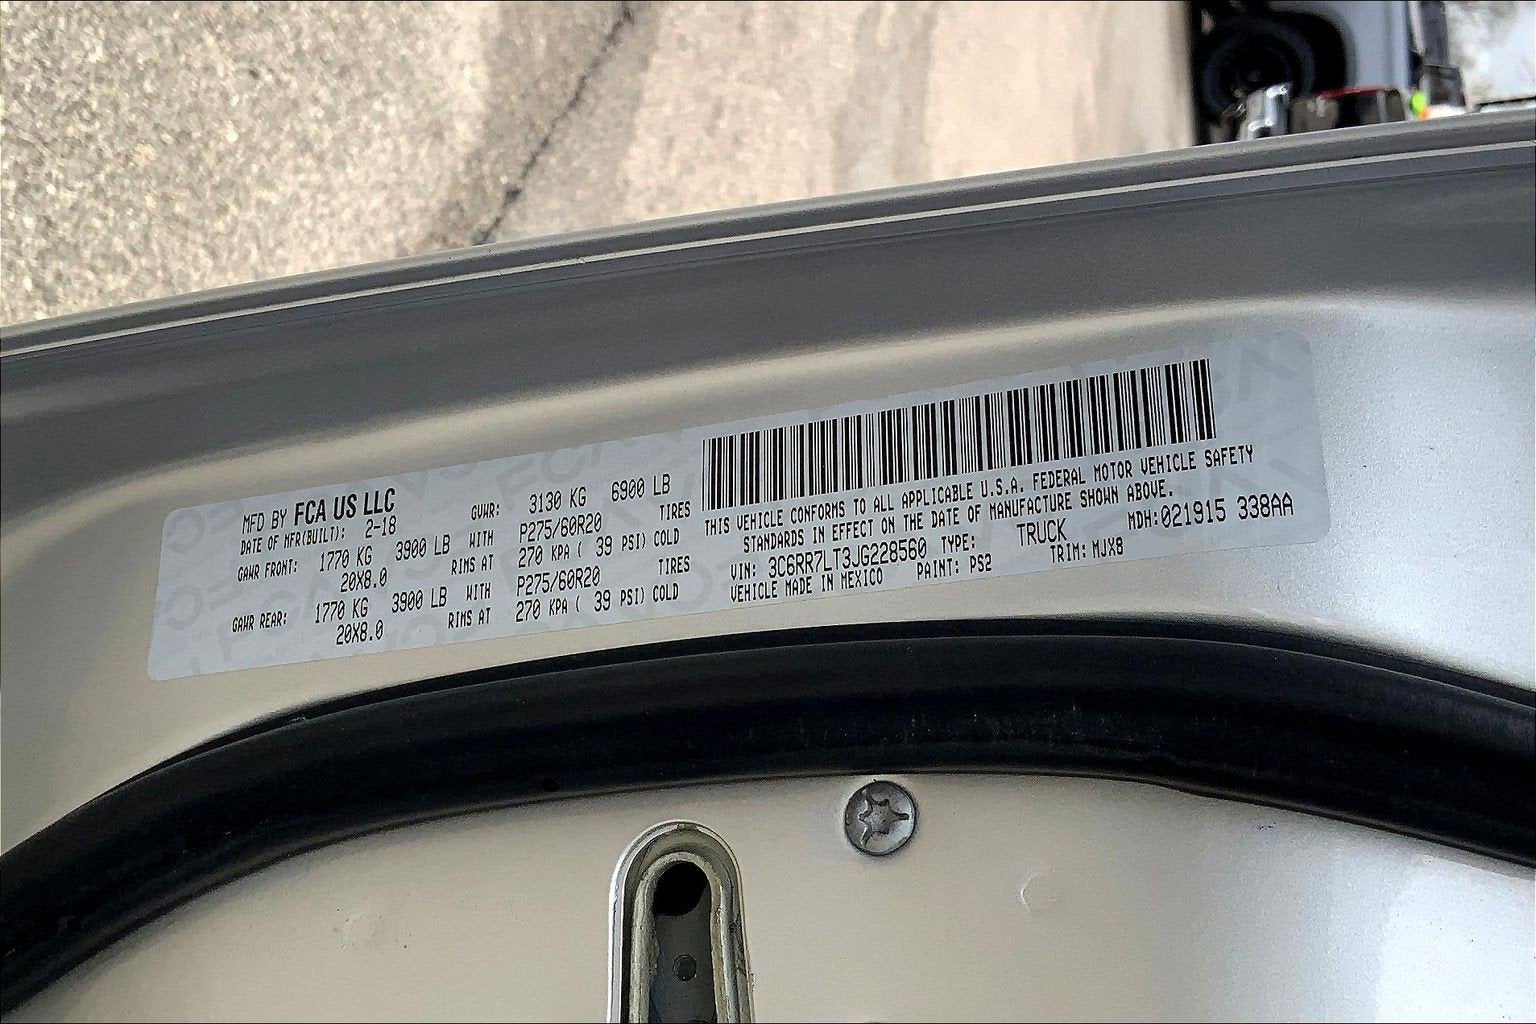 MFD BY FCA US LLC
DATE OF MFR(BUILT): 2-18 GVWR: 3130 KG 6900 LB
GAWR FRONT: 1770 KG 3900 LB WITH P275/60R20 TIRES
20X8.0 RIMS AT 270 KPA ( 39 PSI) COLD
GAWR REAR: 1770 KG 3900 LB WITH P275/60R20 TIRES
20X8.0 RIMS AT 270 KPA ( 39 PSI) COLD
THIS VEHICLE CONFORMS TO ALL APPLICABLE U.S.A. FEDERAL MOTOR VEHICLE SAFETY
STANDARDS IN EFFECT ON THE DATE OF MANUFACTURE SHOWN ABOVE.
VIN: 3C6RR7LT3JG228560 TYPE: TRUCK MDH:021915 338AA
VEHICLE MADE IN MEXICO PAINT: PS2 TRIM: MJX8